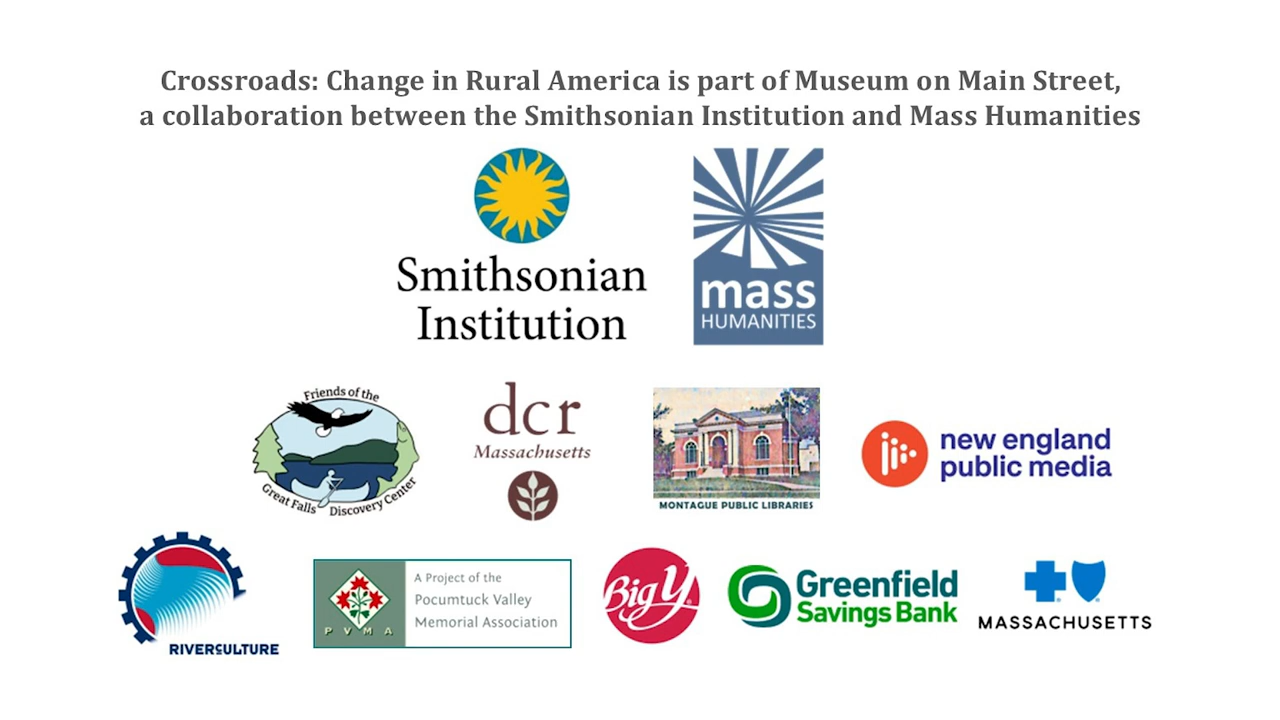 Crossroads: Change in Rural America is part of Museum on Main Street,
a collaboration between the Smithsonian Institution and Mass Humanities
Smithsonian
Institution
mass
HUMANITIES
Friends of the
Great Falls Discovery Center
dcr
Massachusetts
MONTAGUE PUBLIC LIBRARIES
new england
public media
RIVERCULTURE
PVMA
A Project of the
Pocumtuck Valley
Memorial Association
Big Y®
Greenfield
Savings Bank
MASSACHUSETTS